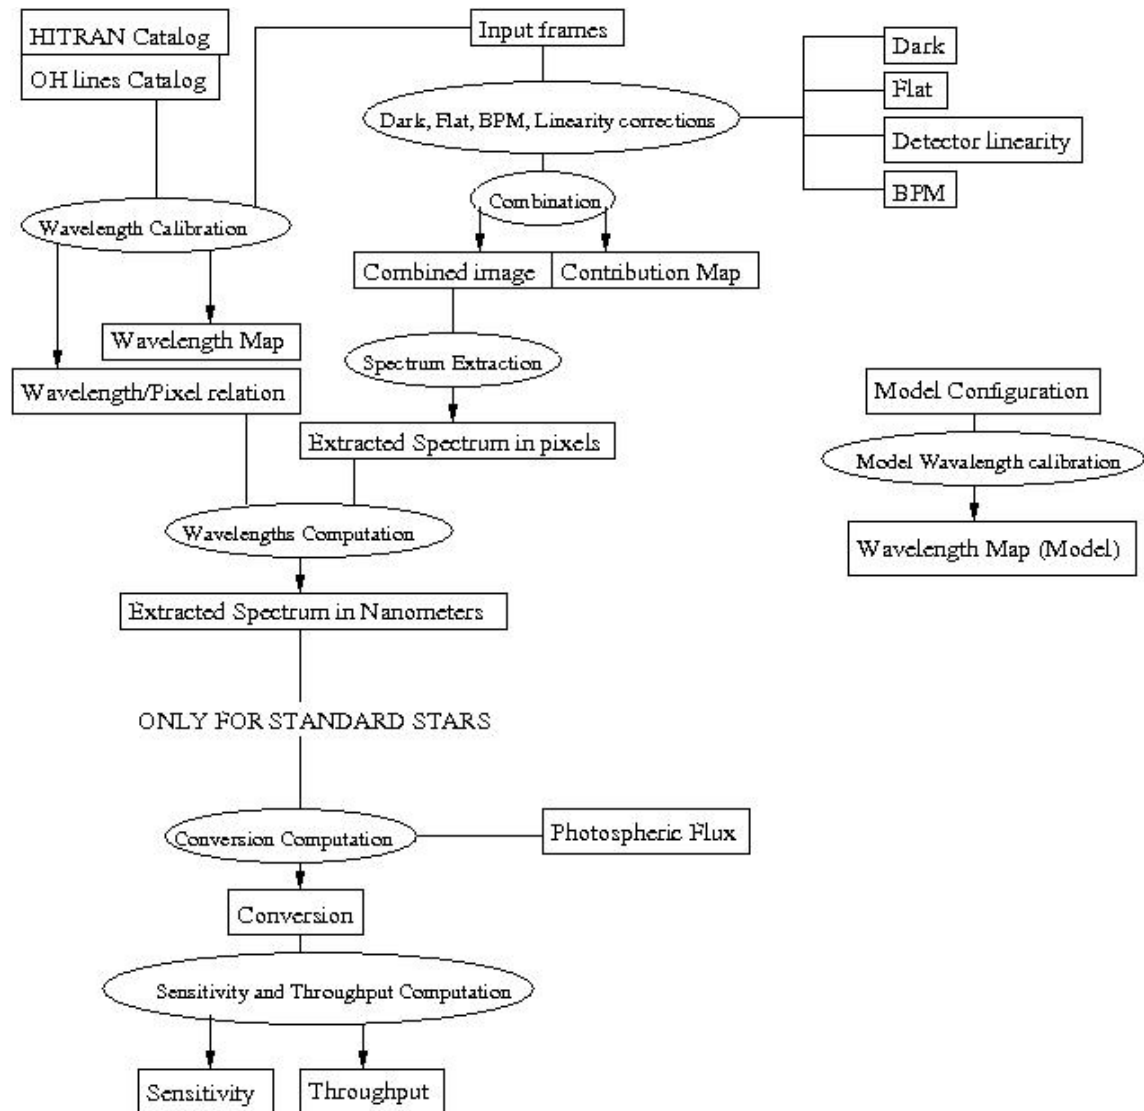 HITRAN Catalog
OH lines Catalog
Input frames
Dark
Flat
Detector linearity
BPM
Dark, Flat, BPM, Linearity corrections
Combination
Wavelength Calibration
Combined image
Contribution Map
Wavelength Map
Spectrum Extraction
Wavelength/Pixel relation
Extracted Spectrum in pixels
Model Configuration
Model Wavalength calibration
Wavelength Map (Model)
Wavelengths Computation
Extracted Spectrum in Nanometers
ONLY FOR STANDARD STARS
Conversion Computation
Photospheric Flux
Conversion
Sensitivity and Throughput Computation
Sensitivity
Throughput